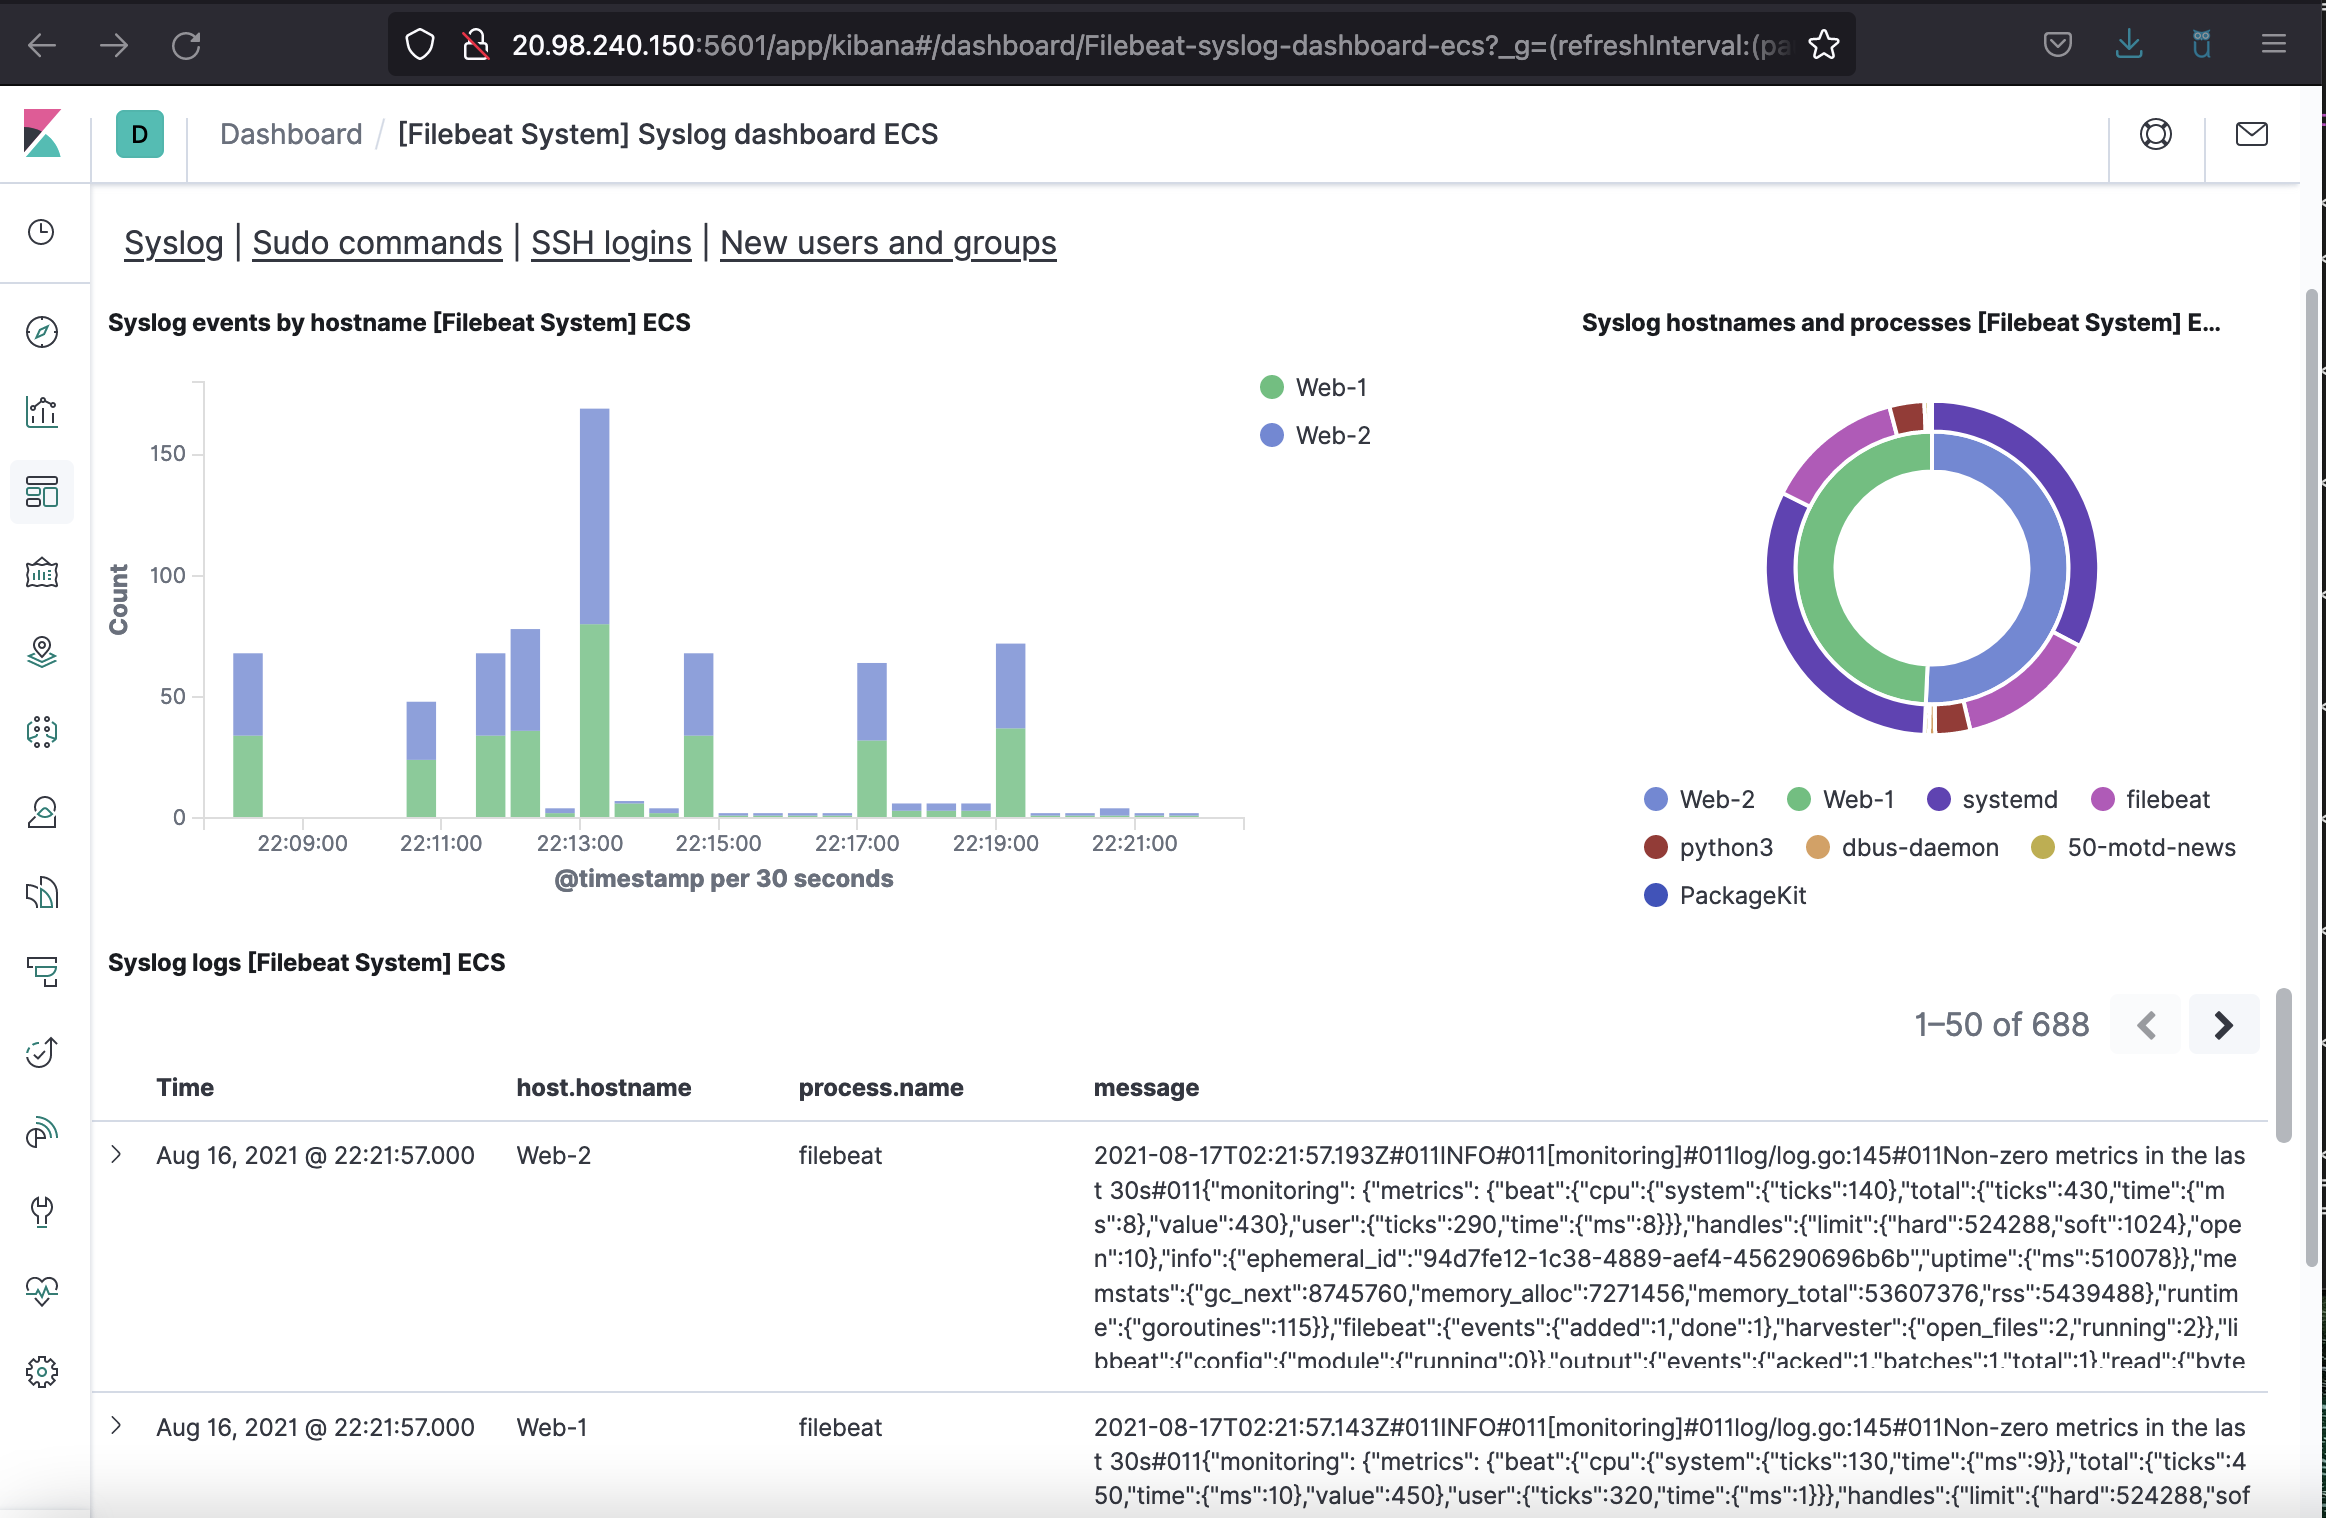 20.98.240.150:5601/app/kibana#/dashboard/Filebeat-syslog-dashboard-ecs?_g=(refreshInterval:(pa
D
Dashboard / [Filebeat System] Syslog dashboard ECS
Syslog | Sudo commands | SSH logins | New users and groups
Syslog events by hostname [Filebeat System] ECS
Count
150
100
50
0
22:09:00 22:11:00 22:13:00 22:15:00 22:17:00 22:19:00 22:21:00
@timestamp per 30 seconds
Web-1
Web-2
Syslog hostnames and processes [Filebeat System] E...
Web-2 Web-1 systemd filebeat
python3 dbus-daemon 50-motd-news
PackageKit
Syslog logs [Filebeat System] ECS
1–50 of 688
Time host.hostname process.name message
Aug 16, 2021 @ 22:21:57.000 Web-2 filebeat 2021-08-17T02:21:57.193Z#011INFO#011[monitoring]#011log/log.go:145#011Non-zero metrics in the las
t 30s#011{"monitoring": {"metrics": {"beat":{"cpu":{"system":{"ticks":140},"total":{"ticks":430,"time":{"m
s":8},"value":430},"user":{"ticks":290,"time":{"ms":8}}},"handles":{"limit":{"hard":524288,"soft":1024},"ope
n":10},"info":{"ephemeral_id":"94d7fe12-1c38-4889-aef4-456290696b6b","uptime":{"ms":510078}},"me
mstats":{"gc_next":8745760,"memory_alloc":7271456,"memory_total":53607376,"rss":5439488},"runtim
e":{"goroutines":115}},"filebeat":{"events":{"added":1,"done":1},"harvester":{"open_files":2,"running":2}},"li
bbeat":{"config":{"module":{"running":0}},"output":{"events":{"acked":1,"batches":1,"total":1},"read":{"byte
Aug 16, 2021 @ 22:21:57.000 Web-1 filebeat 2021-08-17T02:21:57.143Z#011INFO#011[monitoring]#011log/log.go:145#011Non-zero metrics in the las
t 30s#011{"monitoring": {"metrics": {"beat":{"cpu":{"system":{"ticks":130,"time":{"ms":9}},"total":{"ticks":4
50,"time":{"ms":10},"value":450},"user":{"ticks":320,"time":{"ms":1}}},"handles":{"limit":{"hard":524288,"sof